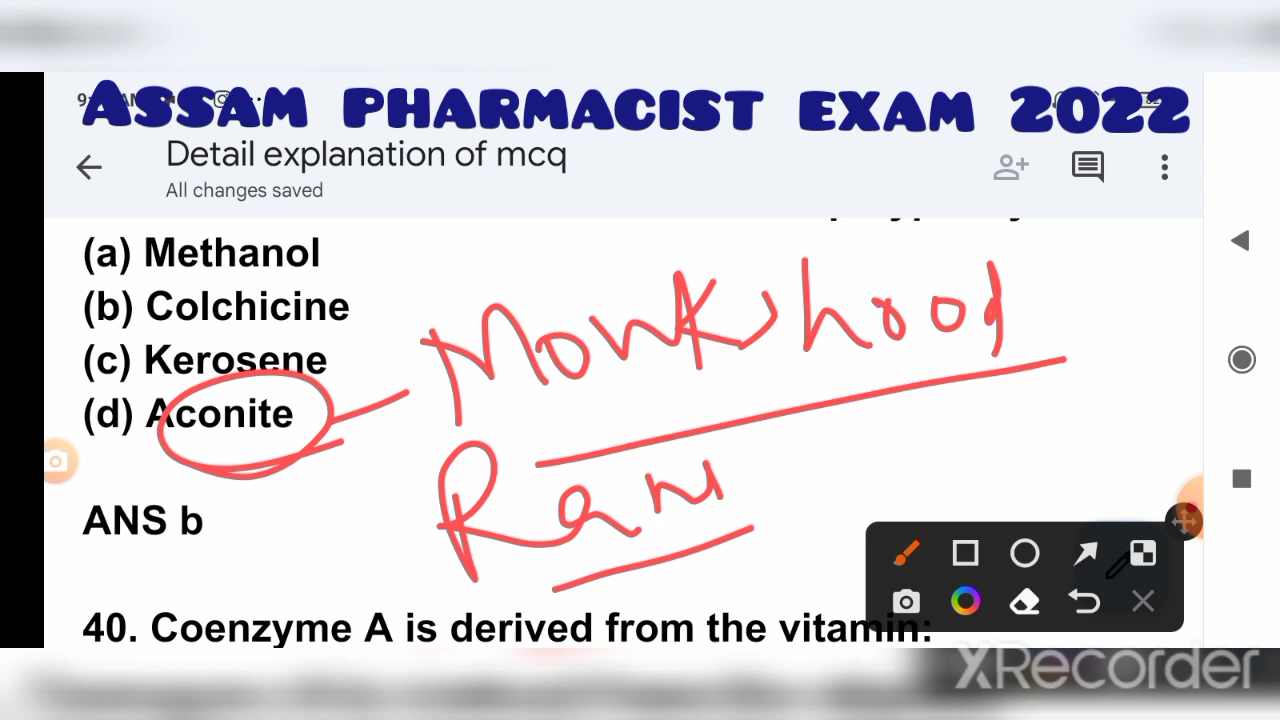 ASSAM PHARMACIST EXAM 2022
Detail explanation of mcq
All changes saved
(a) Methanol
(b) Colchicine
(c) Kerosene
(d) Aconite
Monkshood
Ran
ANS b
40. Coenzyme A is derived from the vitamin:
XRecorder